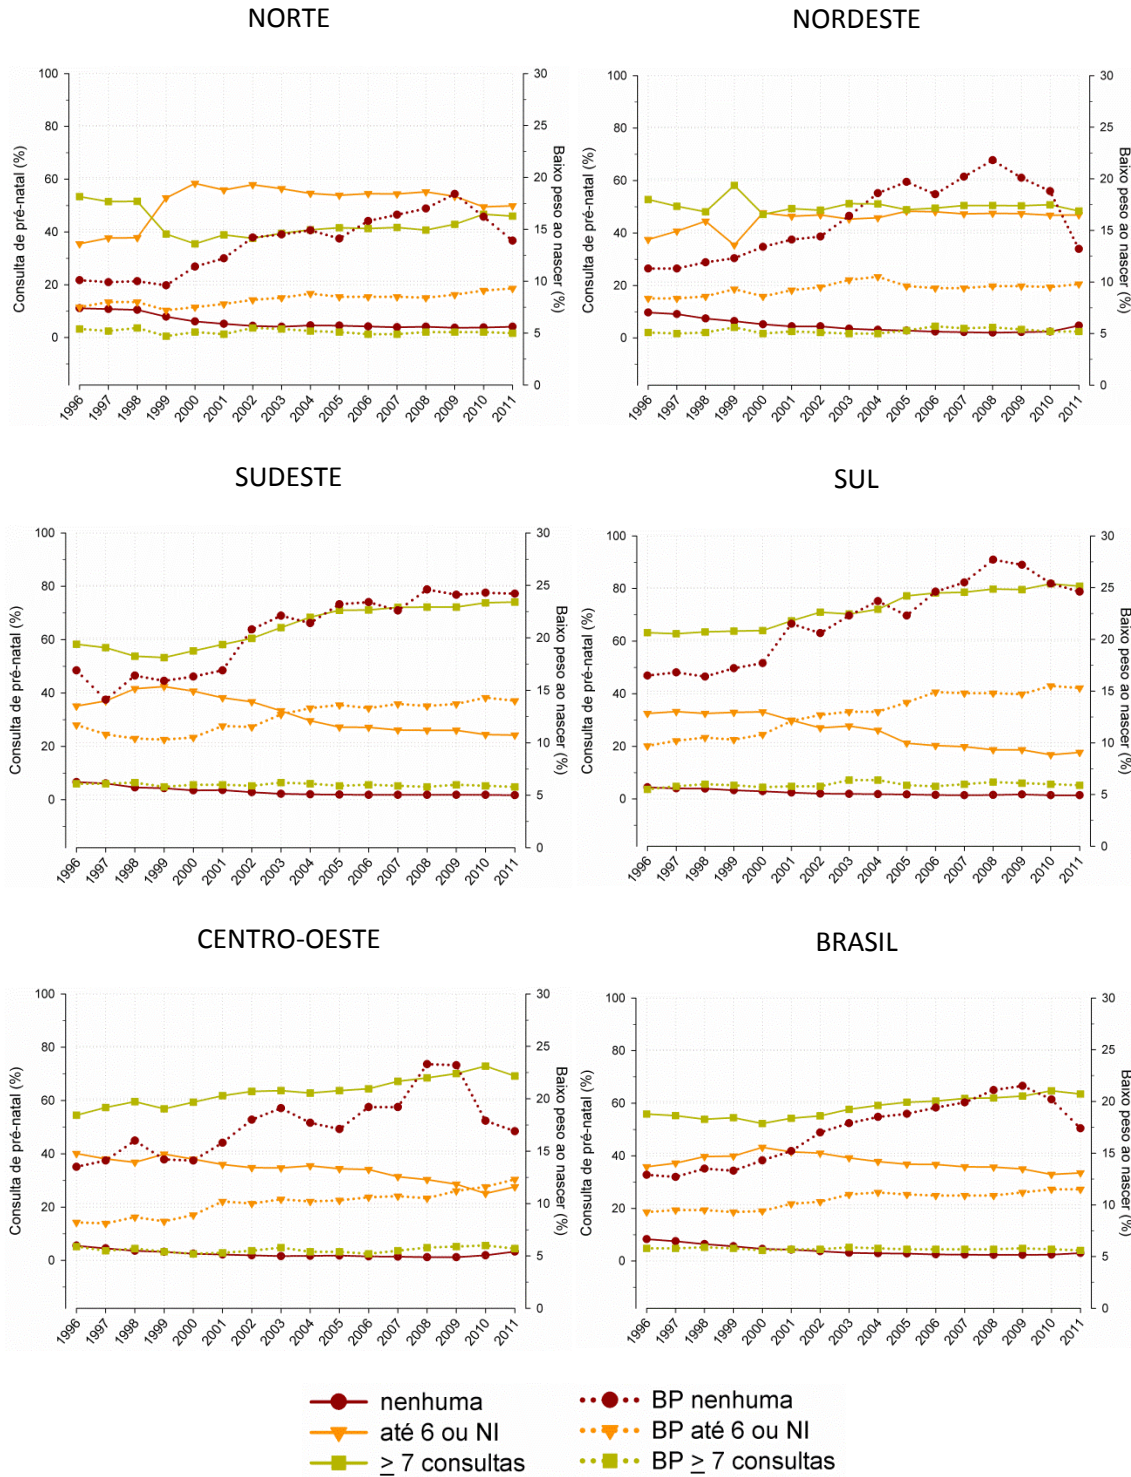 NORTE
NORDESTE
Consulta de pré-natal (%)
100
80
60
40
20
0
30
25
20
15
10
5
0
Baixo peso ao nascer (%)
1996 1997 1998 1999 2000 2001 2002 2003 2004 2005 2006 2007 2008 2009 2010 2011
Consulta de pré-natal (%)
100
80
60
40
20
0
30
25
20
15
10
5
0
Baixo peso ao nascer (%)
1996 1997 1998 1999 2000 2001 2002 2003 2004 2005 2006 2007 2008 2009 2010 2011
SUDESTE
SUL
Consulta de pré-natal (%)
100
80
60
40
20
0
30
25
20
15
10
5
0
Baixo peso ao nascer (%)
1996 1997 1998 1999 2000 2001 2002 2003 2004 2005 2006 2007 2008 2009 2010 2011
Consulta de pré-natal (%)
100
80
60
40
20
0
30
25
20
15
10
5
0
Baixo peso ao nascer (%)
1996 1997 1998 1999 2000 2001 2002 2003 2004 2005 2006 2007 2008 2009 2010 2011
CENTRO-OESTE
BRASIL
Consulta de pré-natal (%)
100
80
60
40
20
0
30
25
20
15
10
5
0
Baixo peso ao nascer (%)
1996 1997 1998 1999 2000 2001 2002 2003 2004 2005 2006 2007 2008 2009 2010 2011
Consulta de pré-natal (%)
100
80
60
40
20
0
30
25
20
15
10
5
0
Baixo peso ao nascer (%)
1996 1997 1998 1999 2000 2001 2002 2003 2004 2005 2006 2007 2008 2009 2010 2011
nenhuma
BP nenhuma
até 6 ou NI
BP até 6 ou NI
≥ 7 consultas
BP ≥ 7 consultas